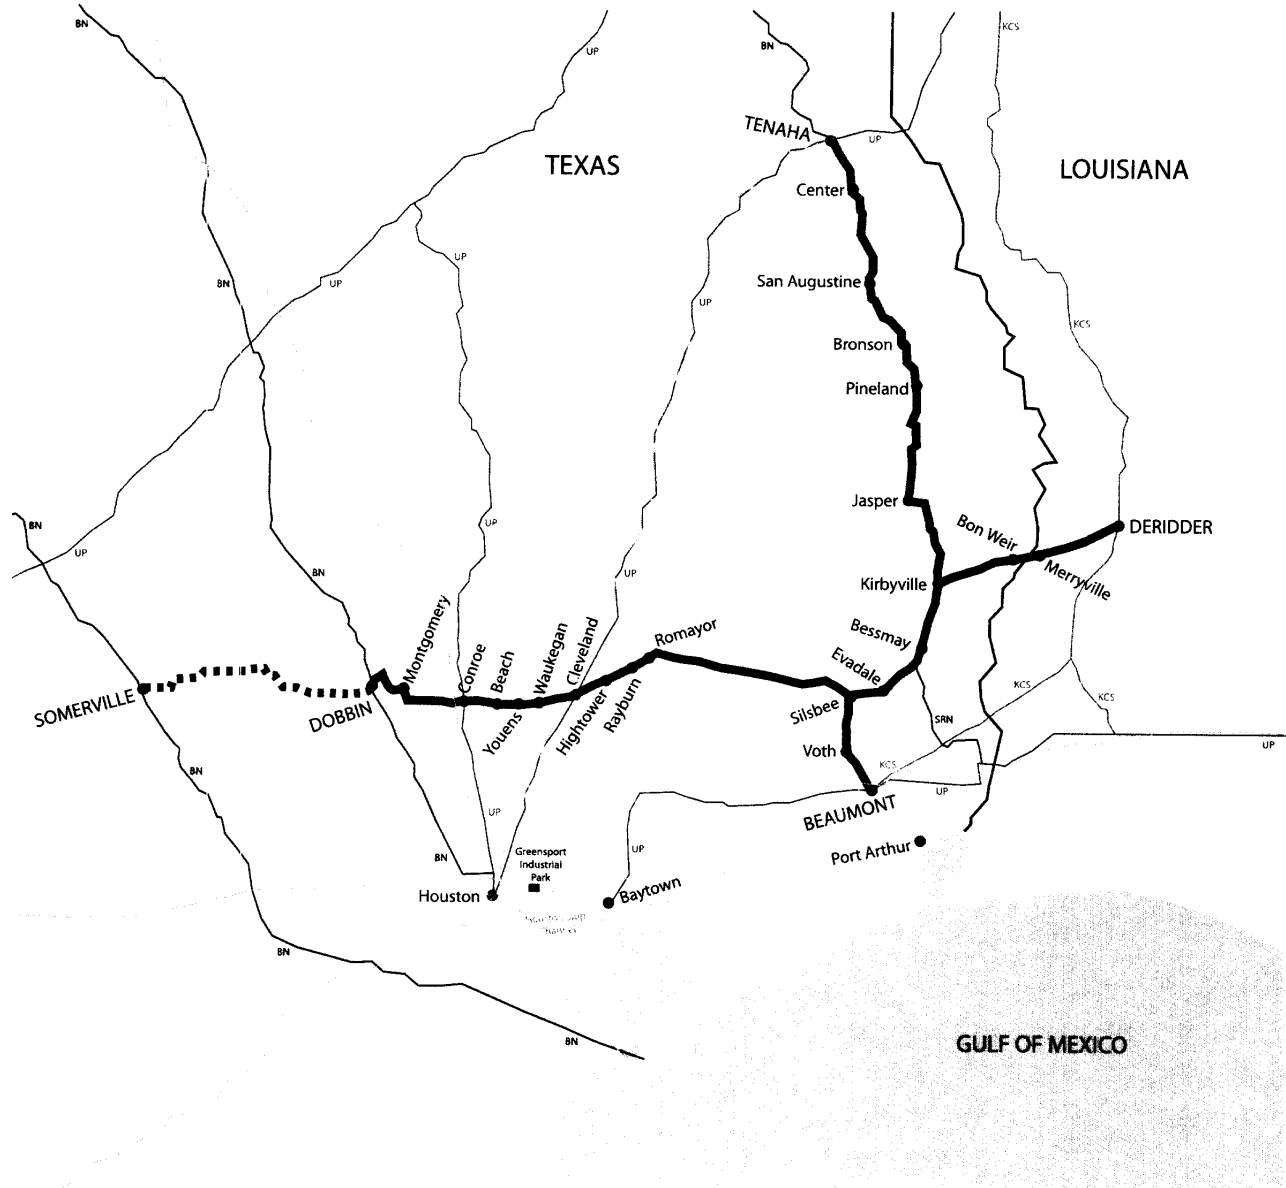 BN
UP
BN
KCS
TENAHA
UP
TEXAS
LOUISIANA
Center
UP
BN
UP
San Augustine
UP
KCS
Bronson
Pineland
Jasper
BN
UP
Bon Weir
DERIDDER
UP
BN
UP
Kirbyville
Merryville
Montgomery
Cleveland
Romayor
Bessmay
Conroe
Beach
Waukegan
Evadale
SOMERVILLE
DOBBIN
Youens
Hightower
Rayburn
Silsbee
KCS
KCS
SRN
Voth
UP
BN
KCS
UP
UP
BEAUMONT
BN
Greensport
Industrial
Park
UP
Port Arthur
Houston
Baytown
BN
BN
GULF OF MEXICO